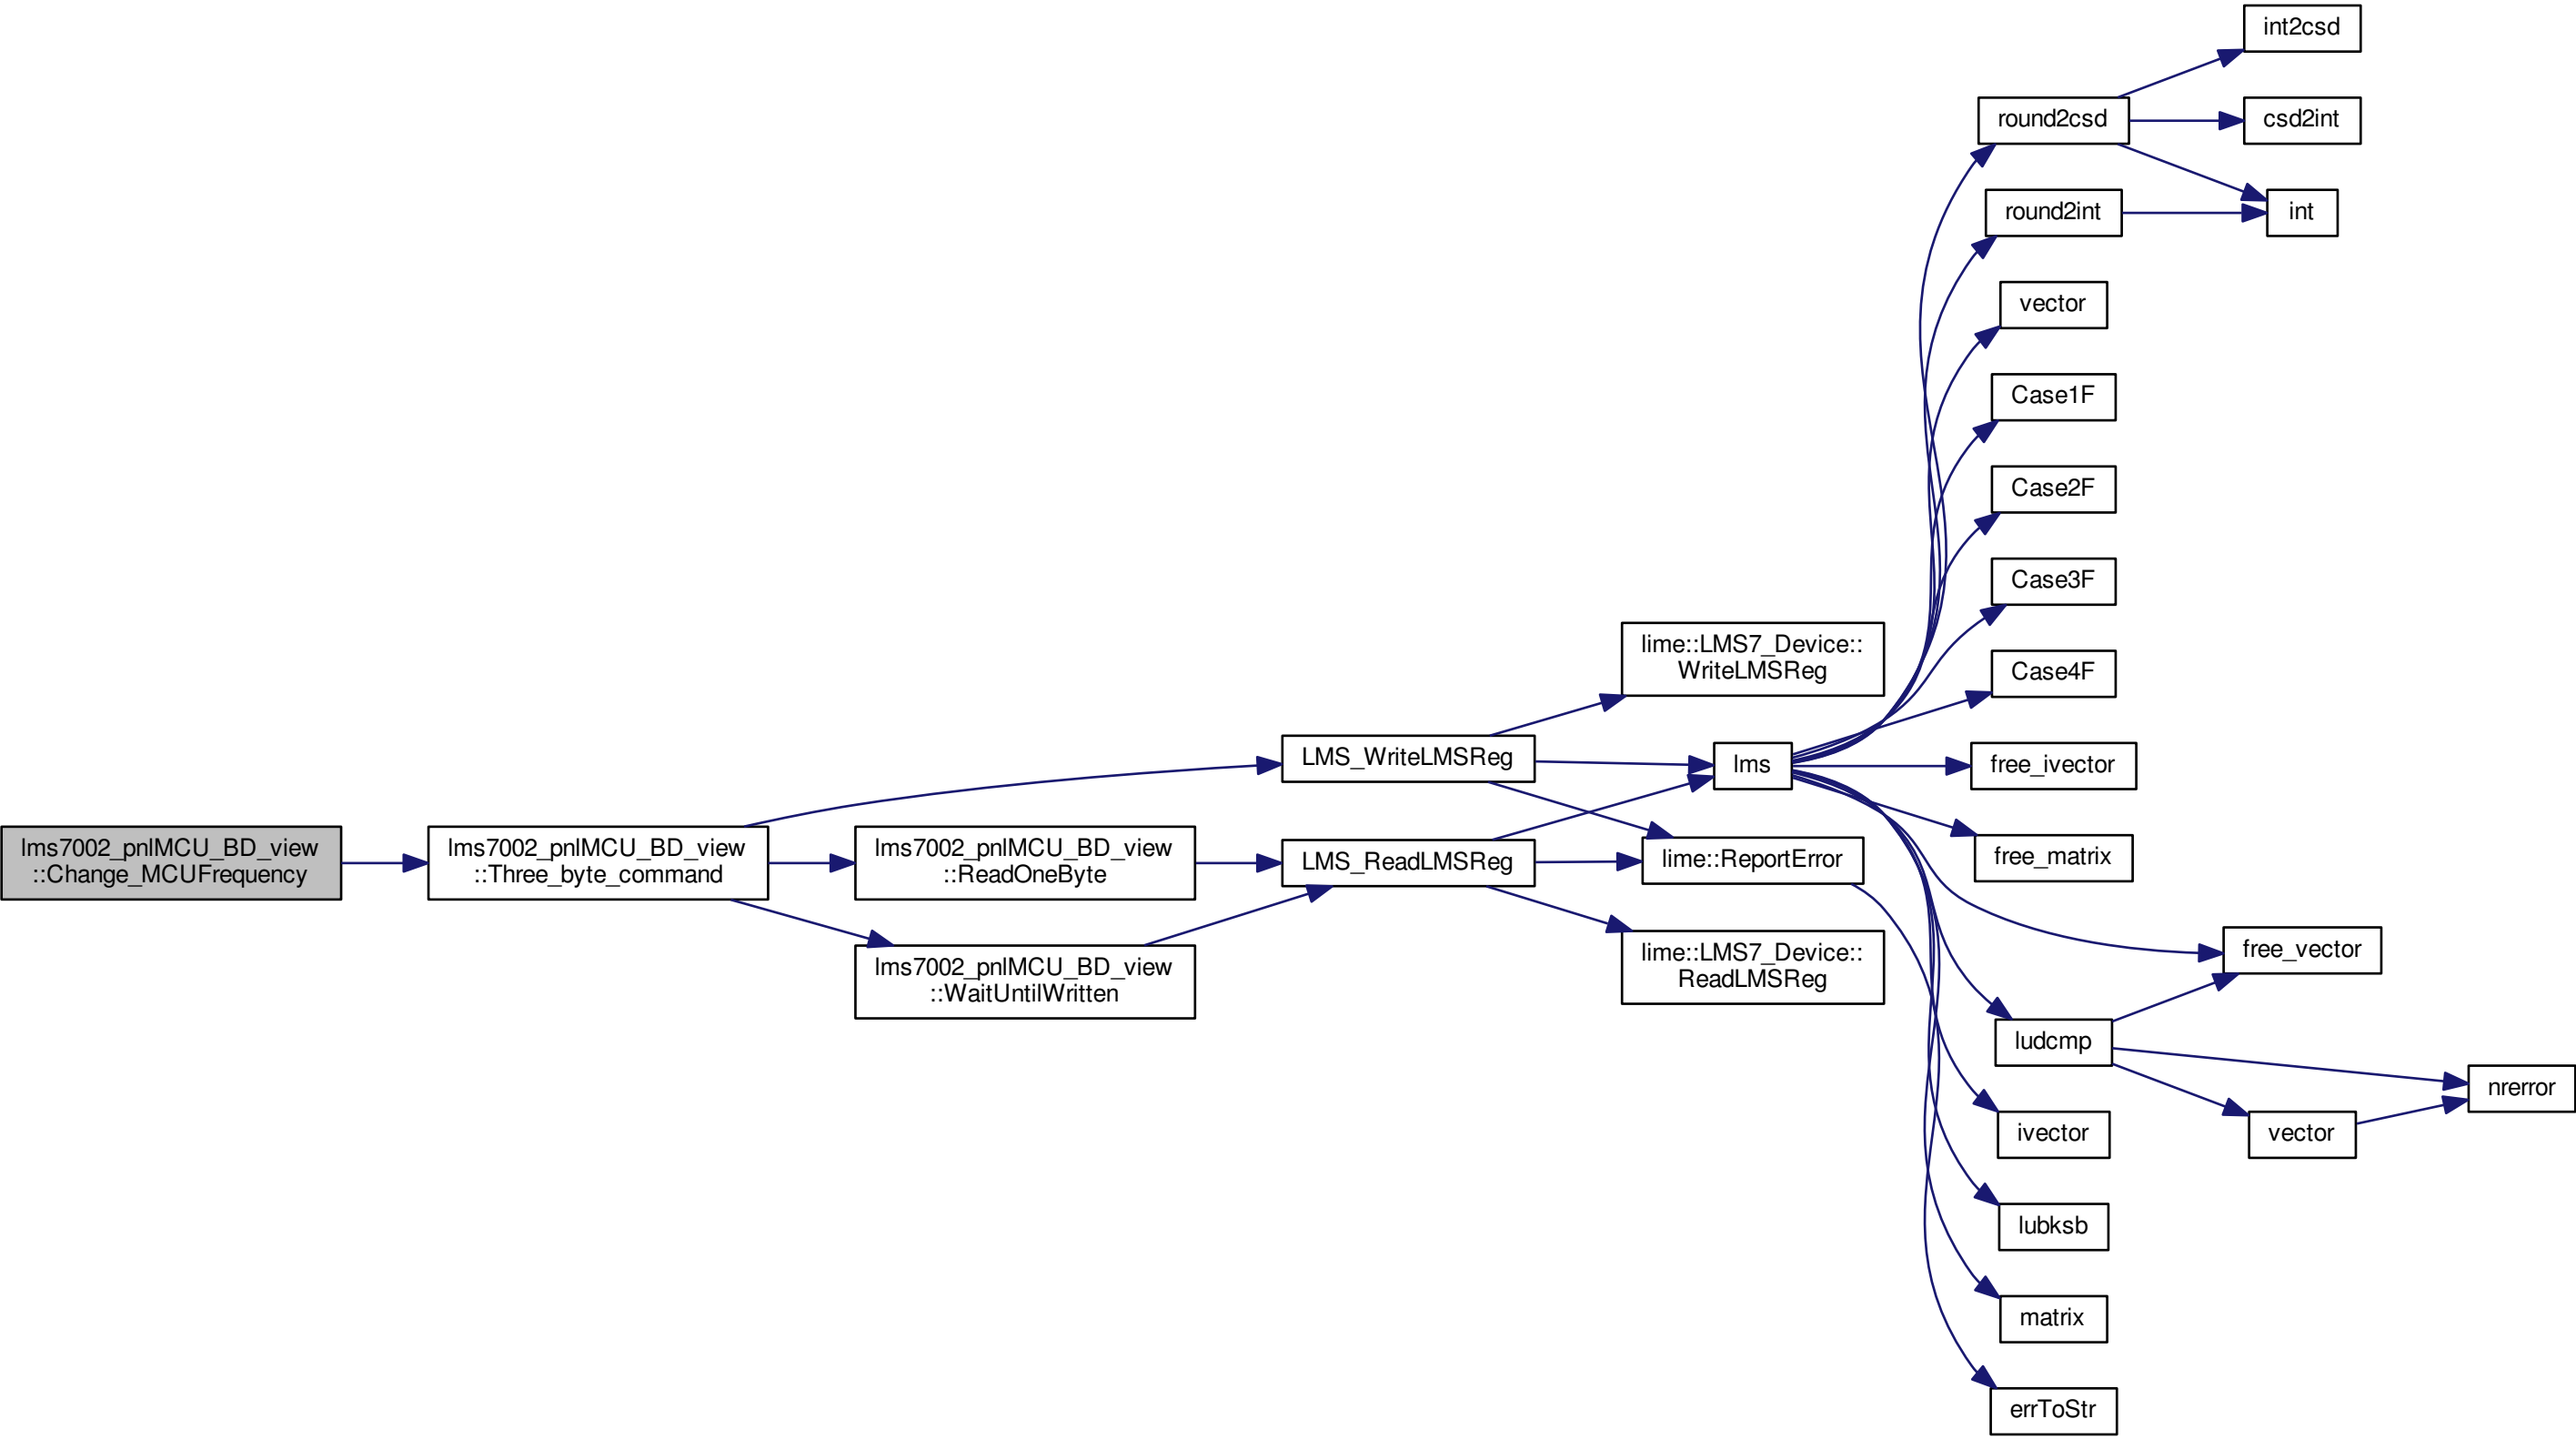 int2csd
round2csd
csd2int
round2int
int
vector
Case1F
Case2F
Case3F
lime::LMS7_Device::
WriteLMSReg
Case4F
LMS_WriteLMSReg
lms
free_ivector
lms7002_pnlMCU_BD_view
::Change_MCUFrequency
lms7002_pnlMCU_BD_view
::Three_byte_command
lms7002_pnlMCU_BD_view
::ReadOneByte
LMS_ReadLMSReg
lime::ReportError
free_matrix
lms7002_pnlMCU_BD_view
::WaitUntilWritten
lime::LMS7_Device::
ReadLMSReg
free_vector
ludcmp
nrerror
ivector
vector
lubksb
matrix
errToStr